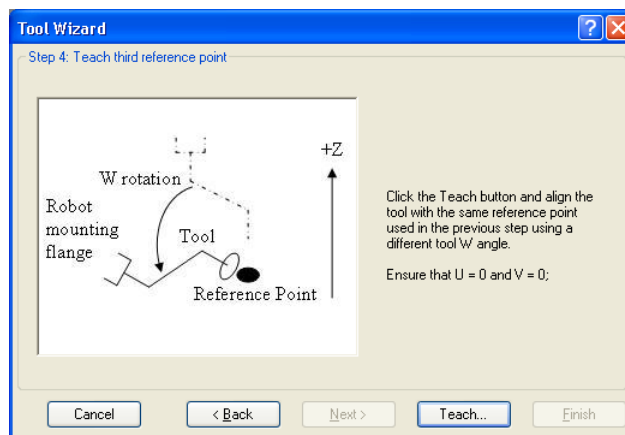 Tool Wizard
Step 4: Teach third reference point
+Z
W rotation
Robot
mounting
flange
Tool
Reference Point
Click the Teach button and align the
tool with the same reference point
used in the previous step using a
different tool W angle.
Ensure that U = 0 and V = 0;
Cancel
< Back
Next >
Teach...
Finish